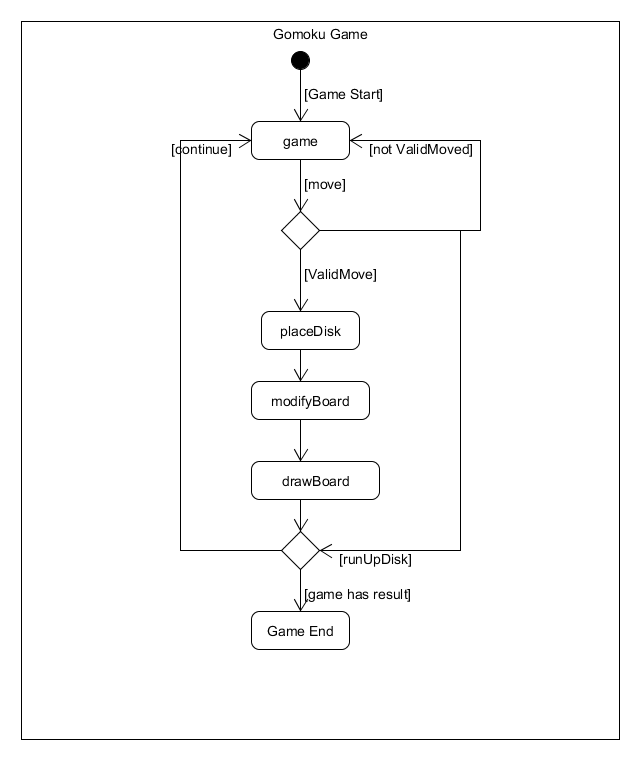 Gomoku Game
[Game Start]
game
[continue]
[not ValidMoved]
[move]
[ValidMove]
placeDisk
modifyBoard
drawBoard
[runUpDisk]
[game has result]
Game End